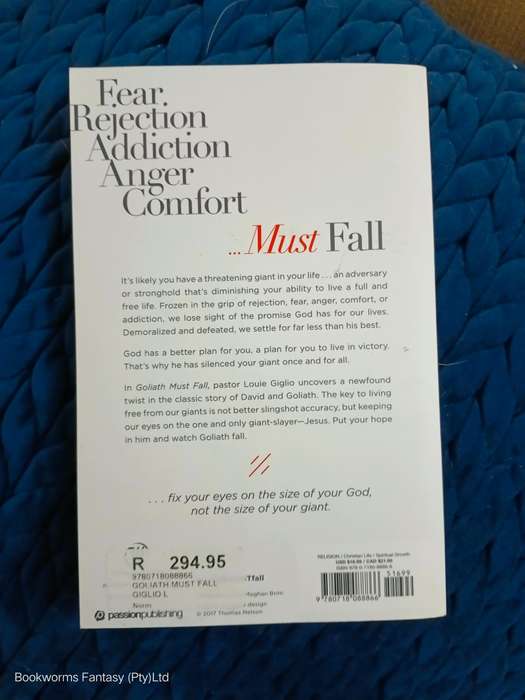 Fear
Rejection
Addiction
Anger
Comfort
...Must Fall
It's likely you have a threatening giant in your life . . . an adversary
or stronghold that's diminishing your ability to live a full and
free life. Frozen in the grip of rejection, fear, anger, comfort, or
addiction, we lose sight of the promise God has for our lives.
Demoralized and defeated, we settle for far less than his best.
God has a better plan for you, a plan for you to live in victory.
That's why he has silenced your giant once and for all.
In Goliath Must Fall, pastor Louie Giglio uncovers a newfound
twist in the classic story of David and Goliath. The key to living
free from our giants is not better slingshot accuracy, but keeping
our eyes on the one and only giant-slayer—Jesus. Put your hope
in him and watch Goliath fall.
. . . fix your eyes on the size of your God,
not the size of your giant.
R 294.95
9780718088866
GOLIATH MUST FALL
GIGLIO L
Norm
design
passionpublishing
© 2017 Thomas Nelson
RELIGION / Christian Life / Spiritual Growth
51699
9 780718 088866
Bookworms Fantasy (Pty)Ltd